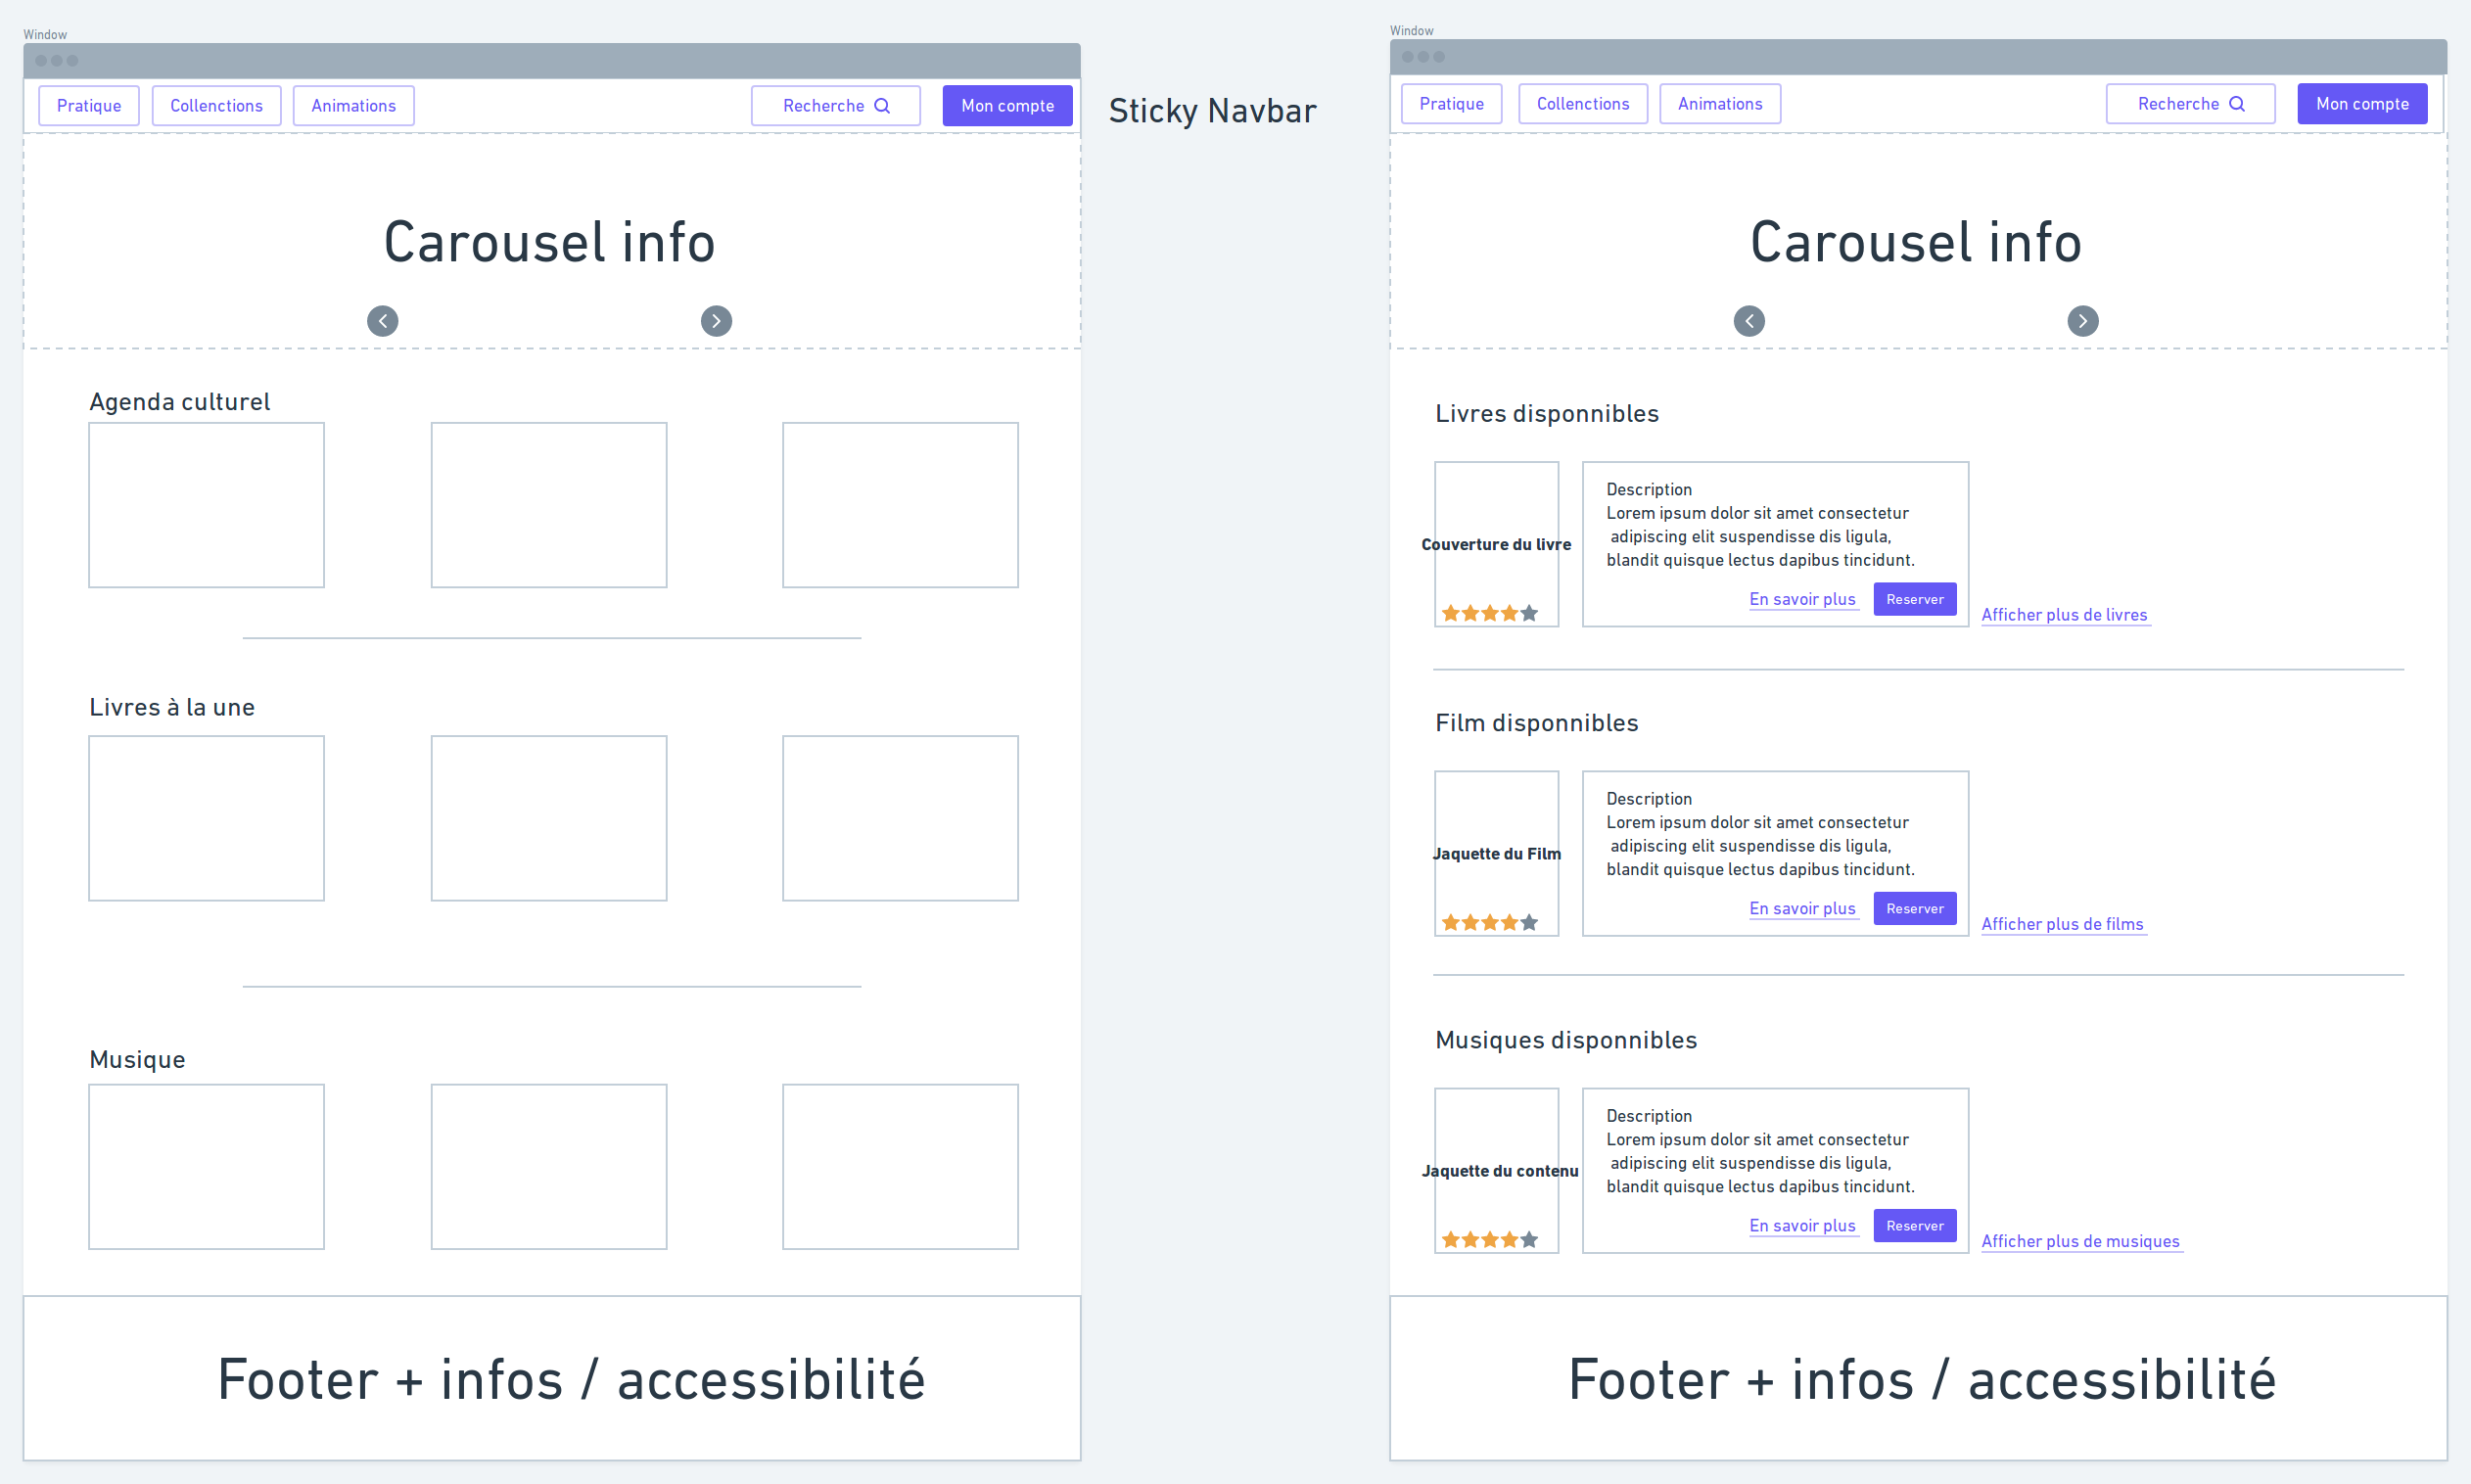 Window
Pratique
Collenctions
Animations
Recherche
Mon compte
Carousel info
Agenda culturel
Livres à la une
Musique
Footer + infos / accessibilité
Sticky Navbar
Window
Pratique
Collenctions
Animations
Recherche
Mon compte
Carousel info
Livres disponnibles
Couverture du livre
Description
Lorem ipsum dolor sit amet consectetur
adipiscing elit suspendisse dis ligula,
blandit quisque lectus dapibus tincidunt.
En savoir plus
Reserver
Afficher plus de livres
Film disponnibles
Jaquette du Film
Description
Lorem ipsum dolor sit amet consectetur
adipiscing elit suspendisse dis ligula,
blandit quisque lectus dapibus tincidunt.
En savoir plus
Reserver
Afficher plus de films
Musiques disponnibles
Jaquette du contenu
Description
Lorem ipsum dolor sit amet consectetur
adipiscing elit suspendisse dis ligula,
blandit quisque lectus dapibus tincidunt.
En savoir plus
Reserver
Afficher plus de musiques
Footer + infos / accessibilité